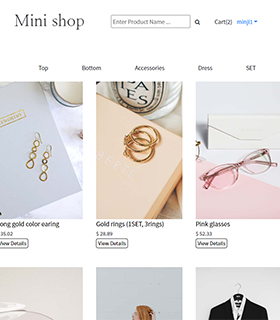 Mini shop
Enter Product Name ...
Cart(2) minji1
Top Bottom Accessories Dress SET
ong gold color earing
35.02
View Details
Gold rings (1SET, 3rings)
$ 28.89
View Details
Pink glasses
$ 52.33
View Details